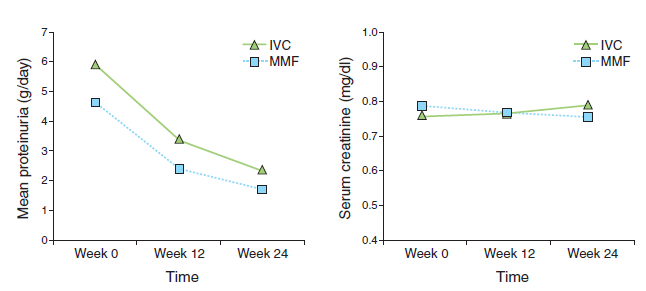 Mean proteinuria (g/day)
7
6
5
4
3
2
1
0
IVC
MMF
Week 0 Week 12 Week 24
Time
Serum creatinine (mg/dl)
1.0
0.9
0.8
0.7
0.6
0.5
0.4
IVC
MMF
Week 0 Week 12 Week 24
Time